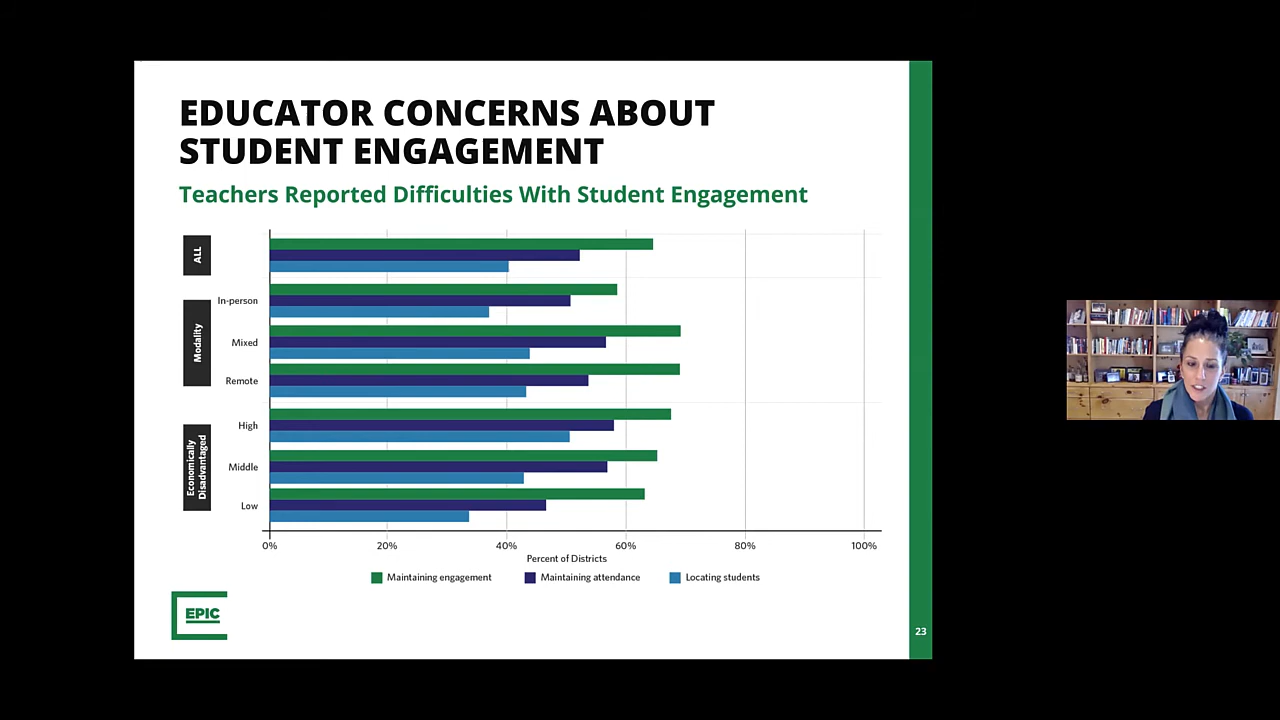 EDUCATOR CONCERNS ABOUT
STUDENT ENGAGEMENT
Teachers Reported Difficulties With Student Engagement
ALL
Modality
In-person
Mixed
Remote
Economically
Disadvantaged
High
Middle
Low
0% 20% 40% 60% 80% 100%
Percent of Districts
Maintaining engagement Maintaining attendance Locating students
EPIC
23